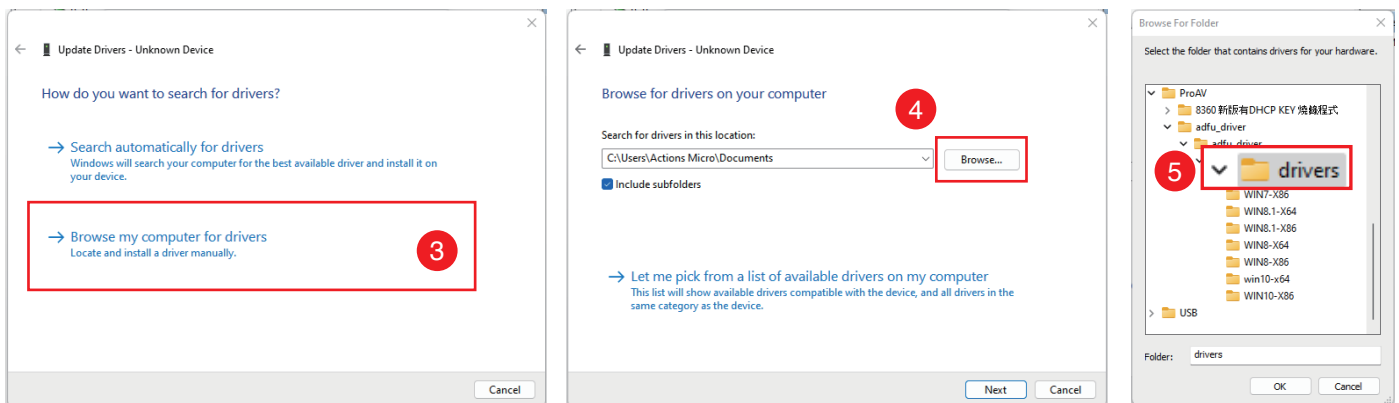 Update Drivers - Unknown Device
How do you want to search for drivers?
Search automatically for drivers
Windows will search your computer for the best available driver and install it on
your device.
Browse my computer for drivers
Locate and install a driver manually.
3
Cancel
Update Drivers - Unknown Device
Browse for drivers on your computer
4
Search for drivers in this location:
C:\Users\Actions Micro\Documents
Browse...
Include subfolders
Let me pick from a list of available drivers on my computer
This list will show available drivers compatible with the device, and all drivers in the
same category as the device.
Next
Cancel
Browse For Folder
Select the folder that contains drivers for your hardware.
ProAV
8360 新版有DHCP KEY 燒錄程式
adfu_driver
adfu_driver
5
drivers
WIN7-X86
WIN8.1-X64
WIN8.1-X86
WIN8-X64
WIN8-X86
win10-x64
WIN10-X86
USB
Folder:
drivers
OK
Cancel